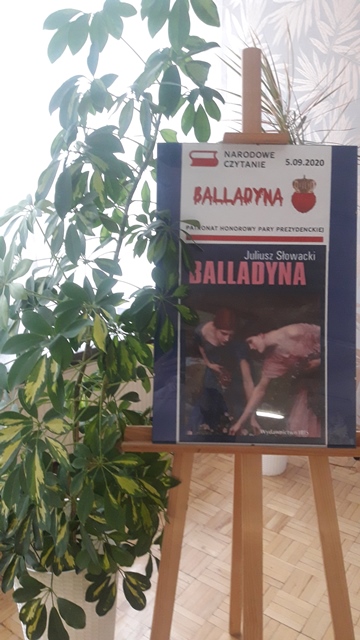 NARODOWE
CZYTANIE
5.09.2020
BALLADYNA
PATRONAT HONOROWY PARY PREZYDENCKIEJ
Juliusz Słowacki
BALLADYNA